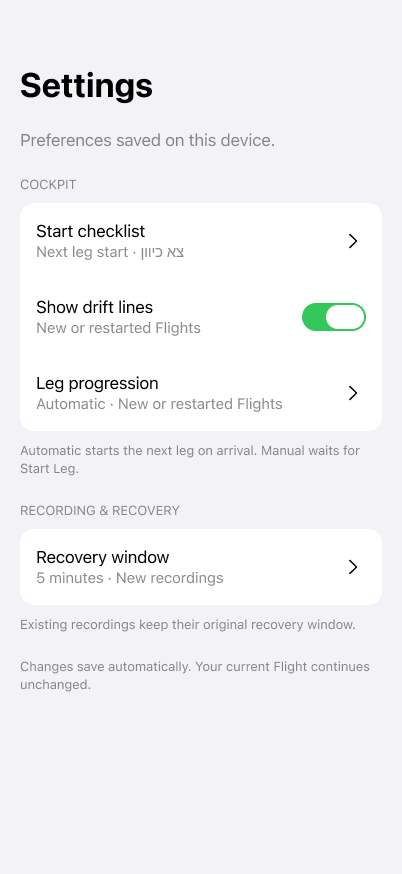 Settings
Preferences saved on this device.
COCKPIT
Start checklist
Next leg start · צא כיוון
Show drift lines
New or restarted Flights
Leg progression
Automatic · New or restarted Flights
Automatic starts the next leg on arrival. Manual waits for
Start Leg.
RECORDING & RECOVERY
Recovery window
5 minutes · New recordings
Existing recordings keep their original recovery window.
Changes save automatically. Your current Flight continues
unchanged.